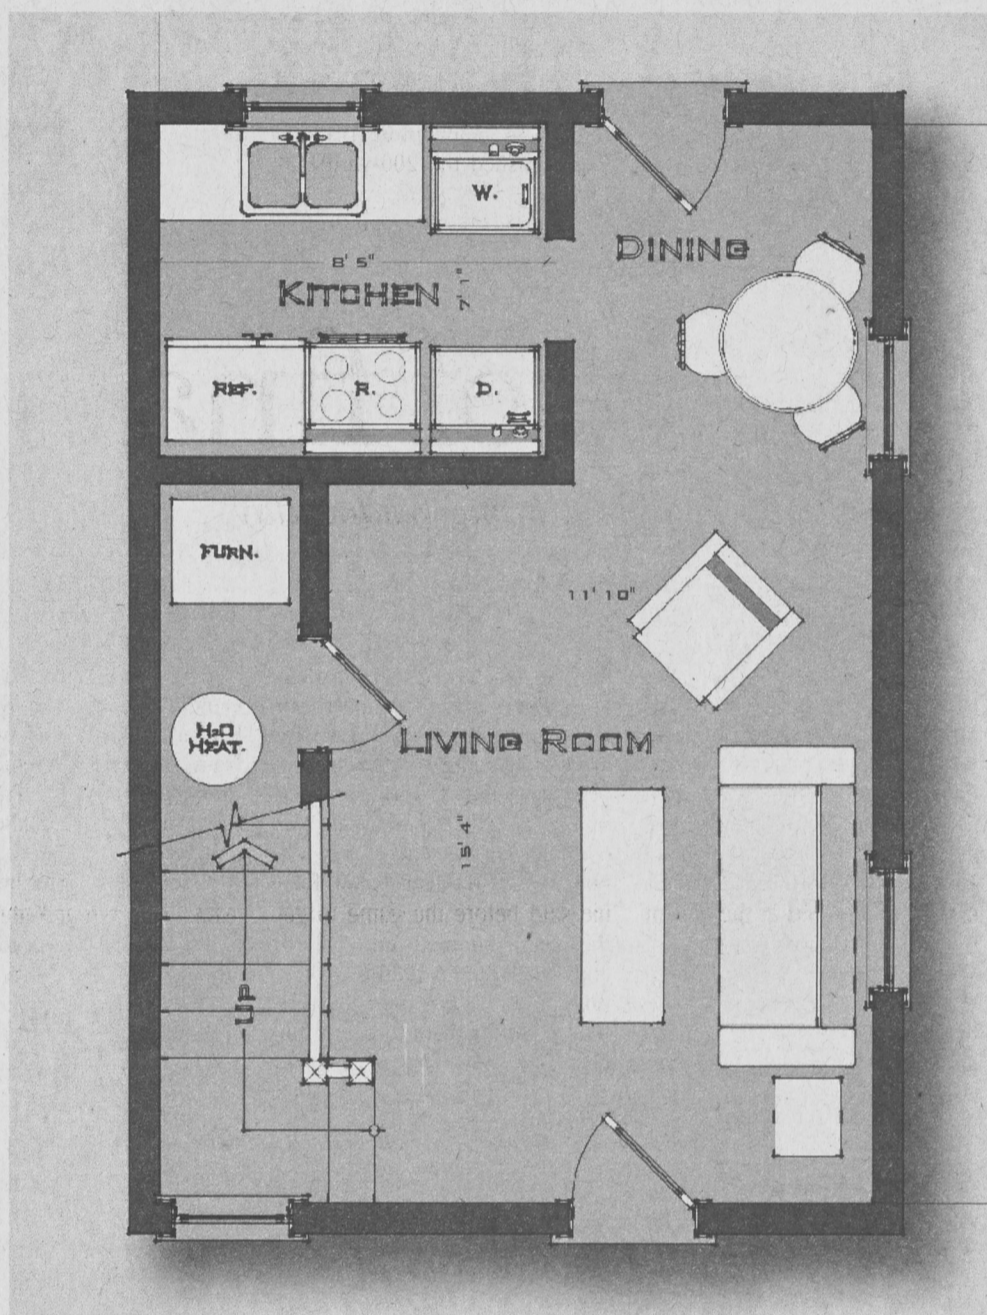 W.
DINING
8' 5"
KITCHEN
7' 1"
REF.
R.
D.
FURN.
11' 10"
H2O
HEAT.
LIVING ROOM
15' 4"
UP